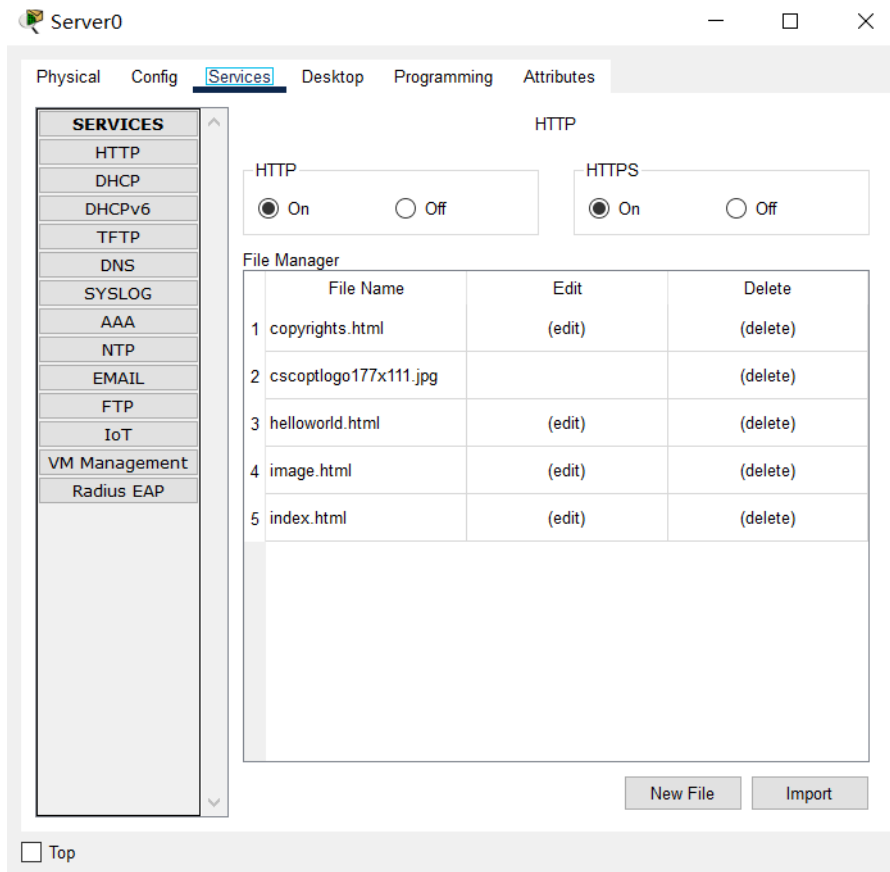 Server0
Physical Config Services Desktop Programming Attributes
SERVICES
HTTP
DHCP
DHCPv6
TFTP
DNS
SYSLOG
AAA
NTP
EMAIL
FTP
IoT
VM Management
Radius EAP
HTTP
HTTP
On Off
HTTPS
On Off
File Manager
File Name Edit Delete
1 copyrights.html (edit) (delete)
2 cscoptlogo177x111.jpg (delete)
3 helloworld.html (edit) (delete)
4 image.html (edit) (delete)
5 index.html (edit) (delete)
New File Import
Top